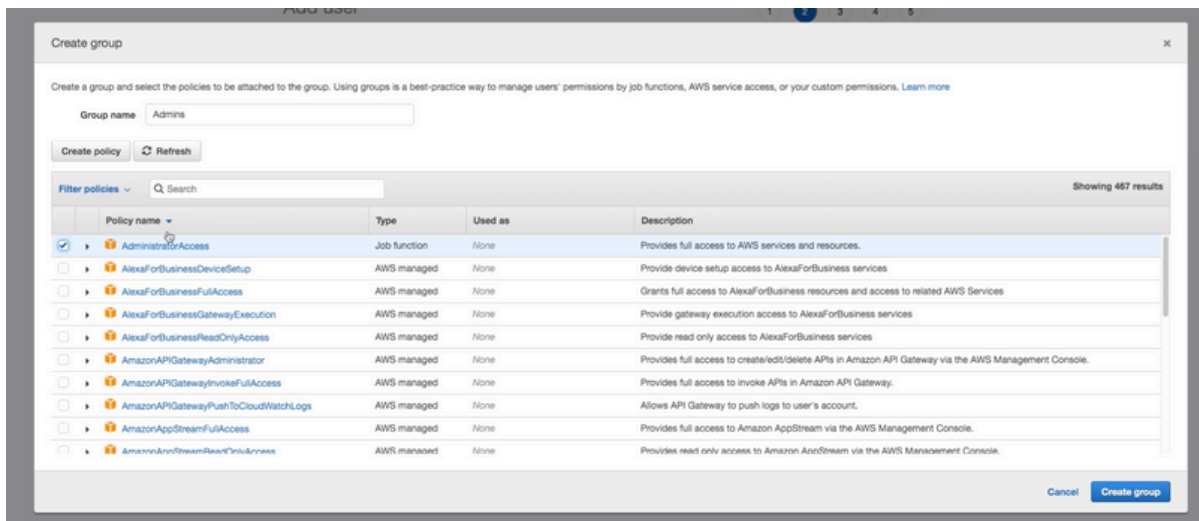 Add user 1 2 3 4 5
Create group ×
Create a group and select the policies to be attached to the group. Using groups is a best-practice way to manage users' permissions by job functions, AWS service access, or your custom permissions. Learn more
Group name Admins
Create policy Refresh
Filter policies Search Showing 467 results
Policy name Type Used as Description
AdministratorAccess Job function None Provides full access to AWS services and resources.
AlexaForBusinessDeviceSetup AWS managed None Provide device setup access to AlexaForBusiness services
AlexaForBusinessFullAccess AWS managed None Grants full access to AlexaForBusiness resources and access to related AWS Services
AlexaForBusinessGatewayExecution AWS managed None Provide gateway execution access to AlexaForBusiness services
AlexaForBusinessReadOnlyAccess AWS managed None Provide read only access to AlexaForBusiness services
AmazonAPIGatewayAdministrator AWS managed None Provides full access to create/edit/delete APIs in Amazon API Gateway via the AWS Management Console.
AmazonAPIGatewayInvokeFullAccess AWS managed None Provides full access to invoke APIs in Amazon API Gateway.
AmazonAPIGatewayPushToCloudWatchLogs AWS managed None Allows API Gateway to push logs to user's account.
AmazonAppStreamFullAccess AWS managed None Provides full access to Amazon AppStream via the AWS Management Console.
AmazonAppStreamReadOnlyAccess AWS managed None Provides read only access to Amazon AppStream via the AWS Management Console.
Cancel Create group